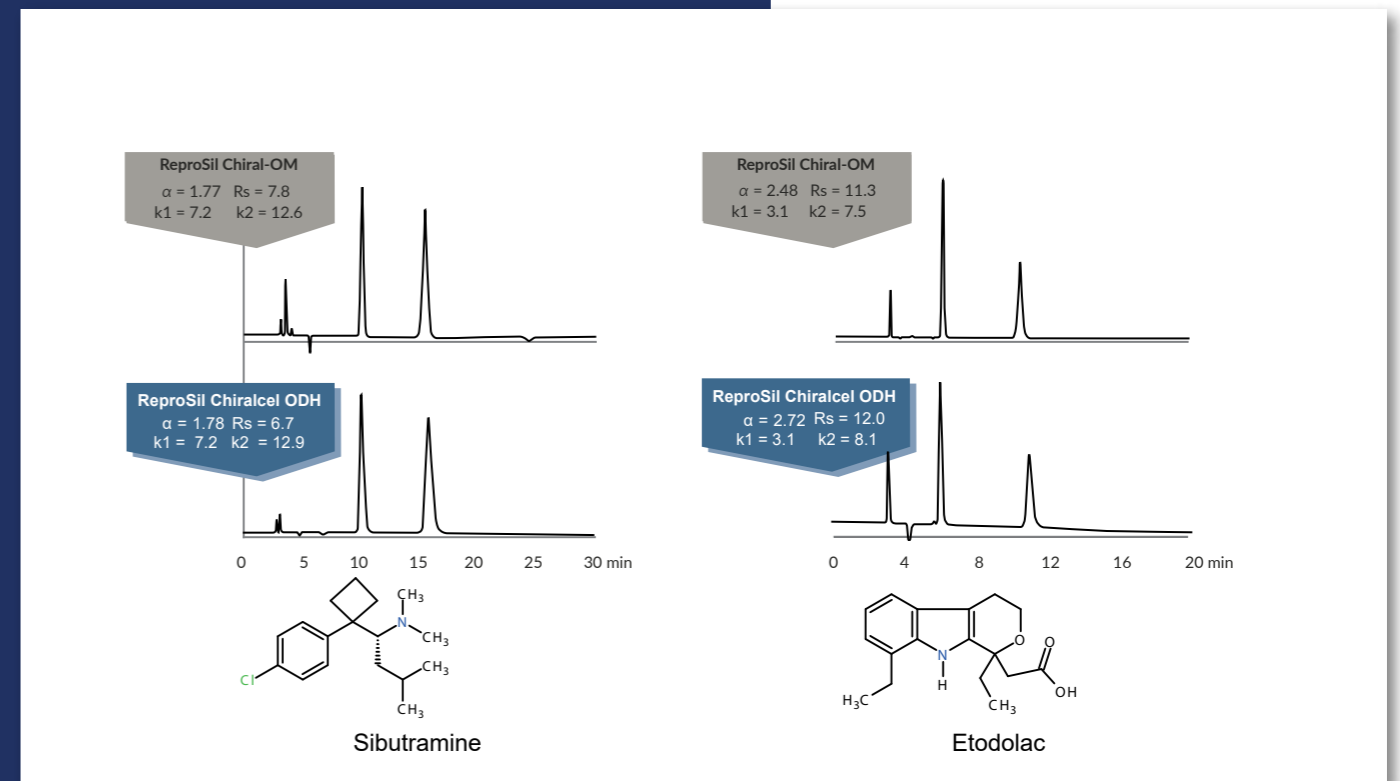 ReproSil Chiral-OM
α = 1.77 Rs = 7.8
k1 = 7.2 k2 = 12.6
ReproSil Chiralcel ODH
α = 1.78 Rs = 6.7
k1 = 7.2 k2 = 12.9
0 5 10 15 20 25 30 min
CH3
N
CH3
CH3
Cl
CH3
Sibutramine
ReproSil Chiral-OM
α = 2.48 Rs = 11.3
k1 = 3.1 k2 = 7.5
ReproSil Chiralcel ODH
α = 2.72 Rs = 12.0
k1 = 3.1 k2 = 8.1
0 4 8 12 16 20 min
O
O
N
H
OH
H3C
CH3
Etodolac